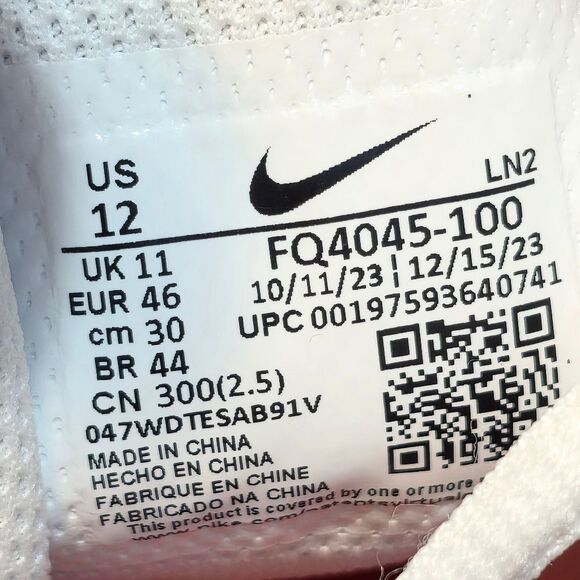 US
12
LN2
UK 11
FQ4045-100
EUR 46
10/11/23 | 12/15/23
cm 30
UPC 00197593640741
BR 44
CN 300(2.5)
047WDTESAB91V
MADE IN CHINA
HECHO EN CHINA
FABRIQUE EN CHINE
FABRICADO NA CHINA
This product is covered by one or more